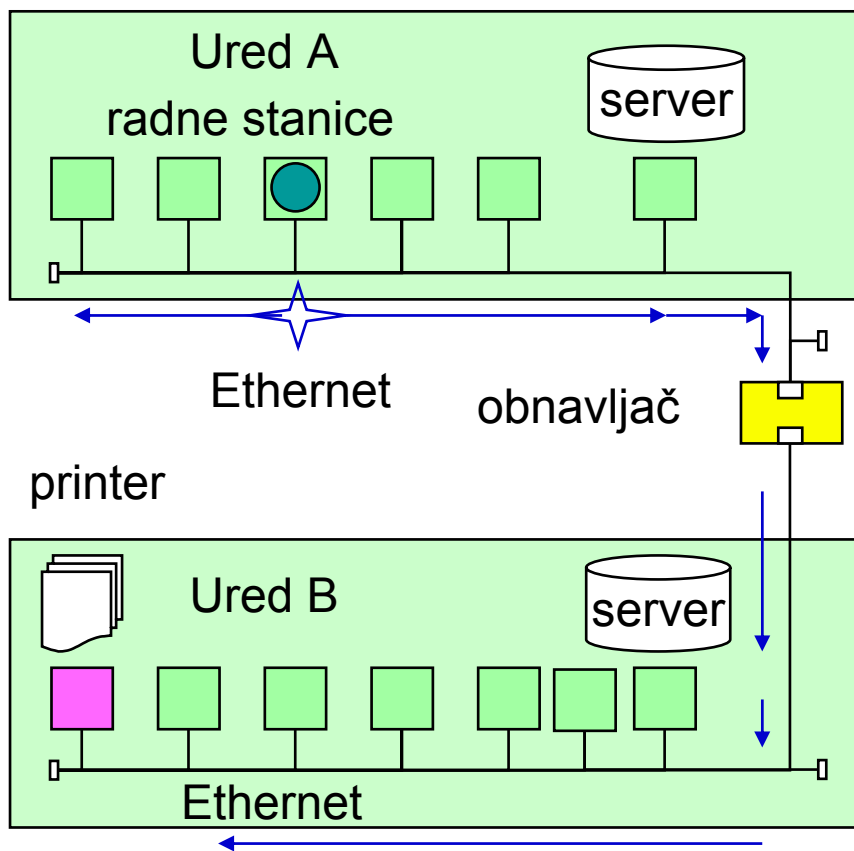 Ured A
radne stanice
server
Ethernet
obnavljač
printer
Ured B
server
Ethernet